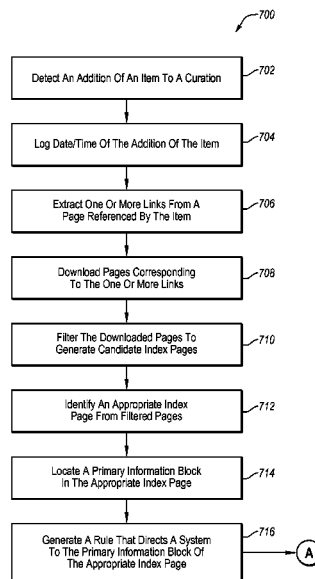 700
Detect An Addition Of An Item To A Curation
702
Log Date/Time Of The Addition Of The Item
704
Extract One Or More Links From A
Page Referenced By The Item
706
Download Pages Corresponding
To The One Or More Links
708
Filter The Downloaded Pages To
Generate Candidate Index Pages
710
Identify An Appropriate Index
Page From Filtered Pages
712
Locate A Primary Information Block
In The Appropriate Index Page
714
Generate A Rule That Directs A System
To The Primary Information Block Of
The Appropriate Index Page
716
A